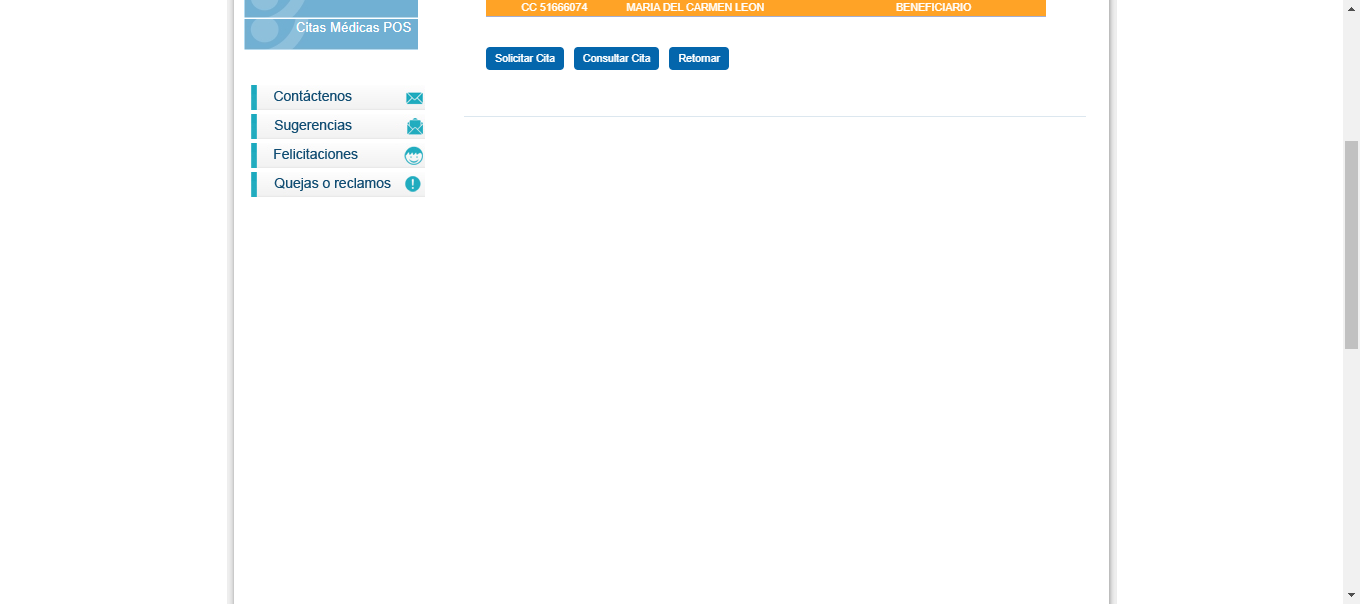 CC 51666074 MARIA DEL CARMEN LEON BENEFICIARIO
Citas Médicas POS
Solicitar Cita Consultar Cita Retornar
Contáctenos
Sugerencias
Felicitaciones
Quejas o reclamos